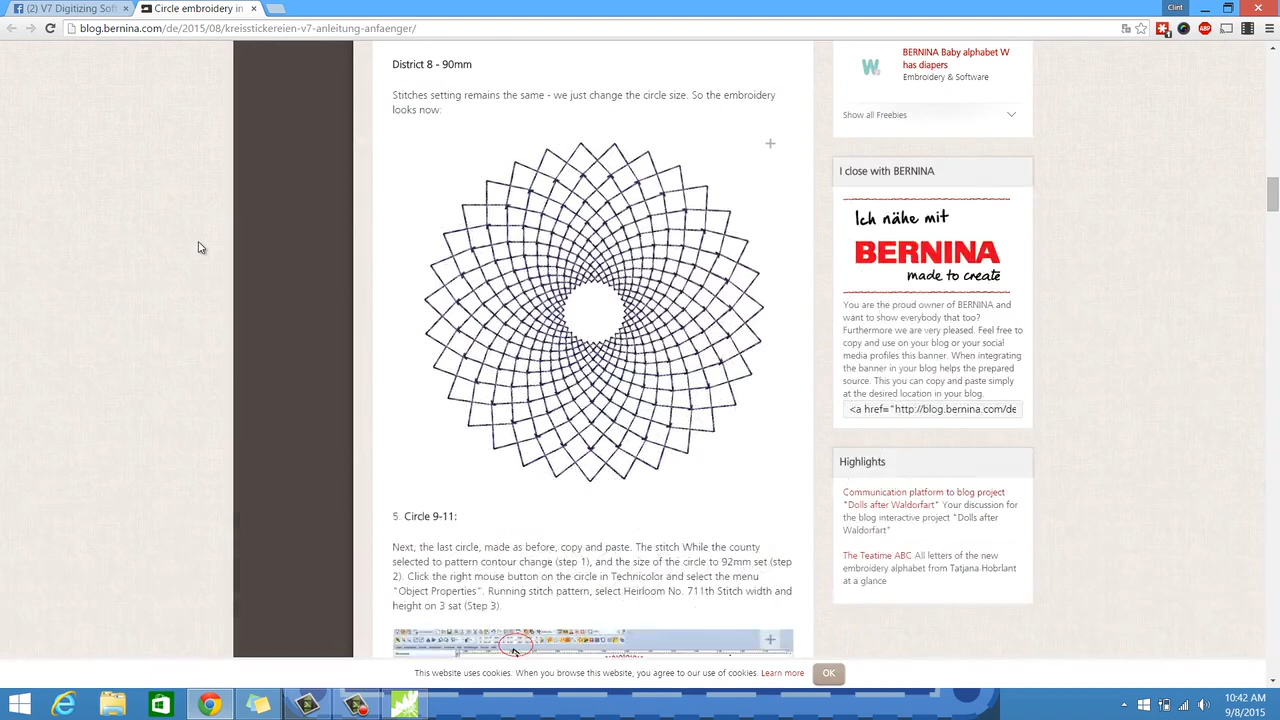 (2) V7 Digitizing Soft
Circle embroidery in
Clint
blog.bernina.com/de/2015/08/kreisstickereien-v7-anleitung-anfaenger/
District 8 - 90mm
Stitches setting remains the same - we just change the circle size. So the embroidery
looks now:
5. Circle 9-11:
Next, the last circle, made as before, copy and paste. The stitch While the county
selected to pattern contour change (step 1), and the size of the circle to 92mm set (step
2). Click the right mouse button on the circle in Technicolor and select the menu
"Object Properties". Running stitch pattern, select Heirloom No. 711th Stitch width and
height on 3 sat (Step 3).
BERNINA Baby alphabet W
has diapers
Embroidery & Software
Show all Freebies
I close with BERNINA
Ich nähe mit
BERNINA
made to create
You are the proud owner of BERNINA and
want to show everybody that too?
Furthermore we are very pleased. Feel free to
copy and use on your blog or your social
media profiles this banner. When integrating
the banner in your blog helps the prepared
source. This you can copy and paste simply
at the desired location in your blog.
<a href="http://blog.bernina.com/de
Highlights
Communication platform to blog project
"Dolls after Waldorfart" Your discussion for
the blog interactive project "Dolls after
Waldorfart"
The Teatime ABC All letters of the new
embroidery alphabet from Tatjana Hobrlant
at a glance
This website uses cookies. When you browse this website, you agree to our use of cookies. Learn more
OK
10:42 AM
9/8/2015